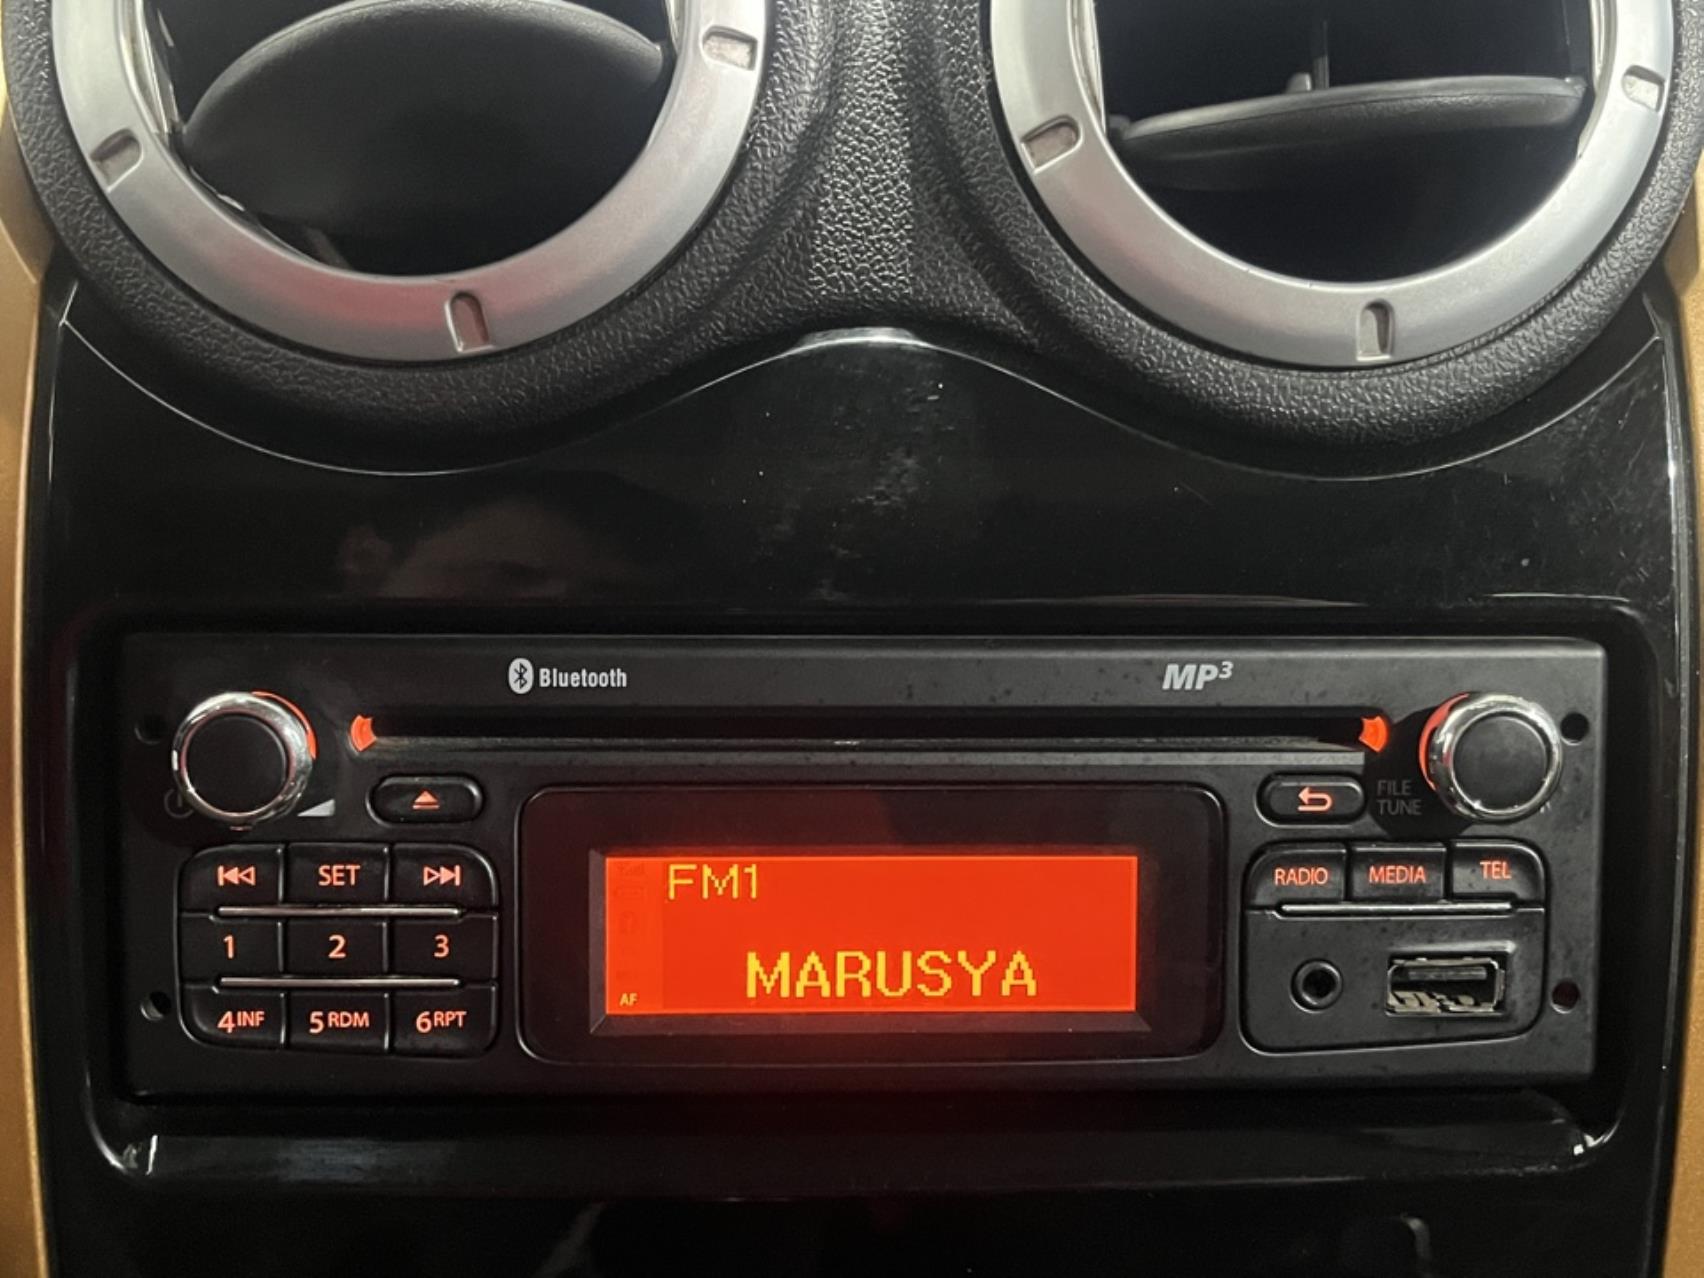 Bluetooth
MP3
FILE
TUNE
SET
RADIO
MEDIA
TEL
FM1
MARUSYA
AF
1
2
3
4INF
5RDM
6RPT